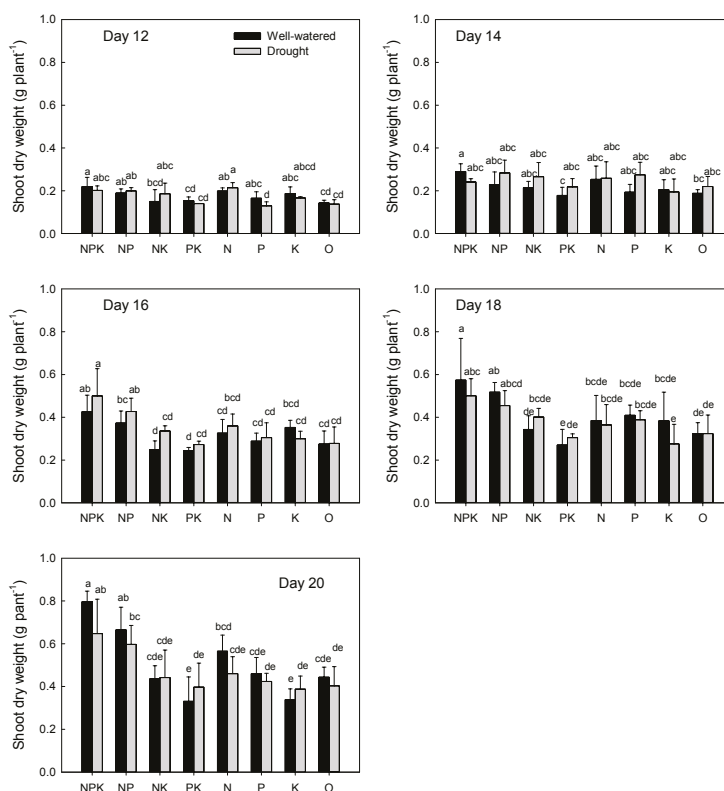 Day 12
Well-watered
Drought
Shoot dry weight (g plant-1)
1.0
0.8
0.6
0.4
0.2
0.0
a abc ab ab bcd abc cd cd ab a abc d abc abcd cd cd
NPK NP NK PK N P K O
Day 14
Shoot dry weight (g plant-1)
1.0
0.8
0.6
0.4
0.2
0.0
a abc abc abc abc abc c abc abc abc abc abc abc abc bc abc
NPK NP NK PK N P K O
Day 16
Shoot dry weight (g plant-1)
1.0
0.8
0.6
0.4
0.2
0.0
ab a bc ab d cd d cd cd bcd cd cd bcd cd cd cd
NPK NP NK PK N P K O
Day 18
Shoot dry weight (g plant-1)
1.0
0.8
0.6
0.4
0.2
0.0
a abc ab abcd de bcde e de bcde bcde bcde bcde bcde e de de
NPK NP NK PK N P K O
Day 20
Shoot dry weight (g pant-1)
1.0
0.8
0.6
0.4
0.2
0.0
a ab ab bc cde cde e de bcd cde cde de e de cde de
NPK NP NK PK N P K O